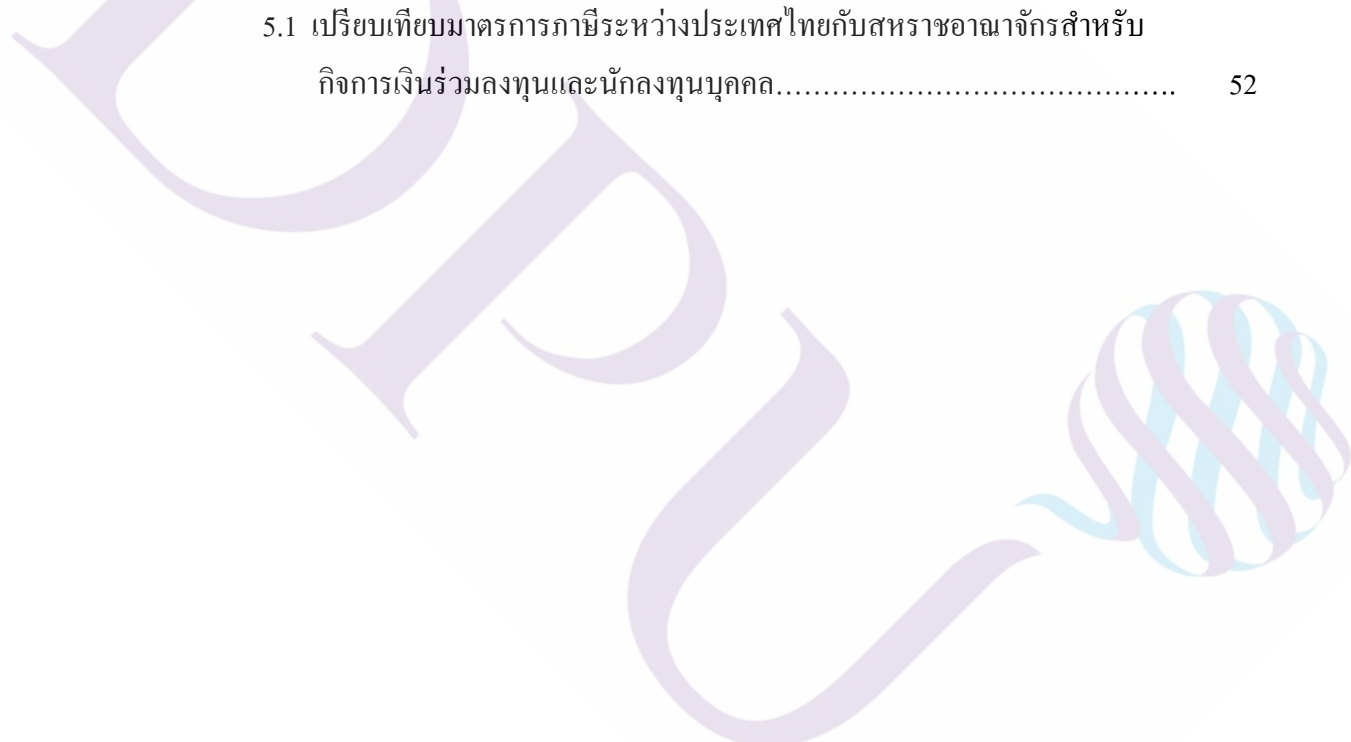 5.1 เปรียบเทียบมาตรการภาษีระหว่างประเทศไทยกับสหราชอาณาจักรสำหรับ
กิจการเงินร่วมลงทุนและนักลงทุนบุคคล…………………………………… 52
DPU